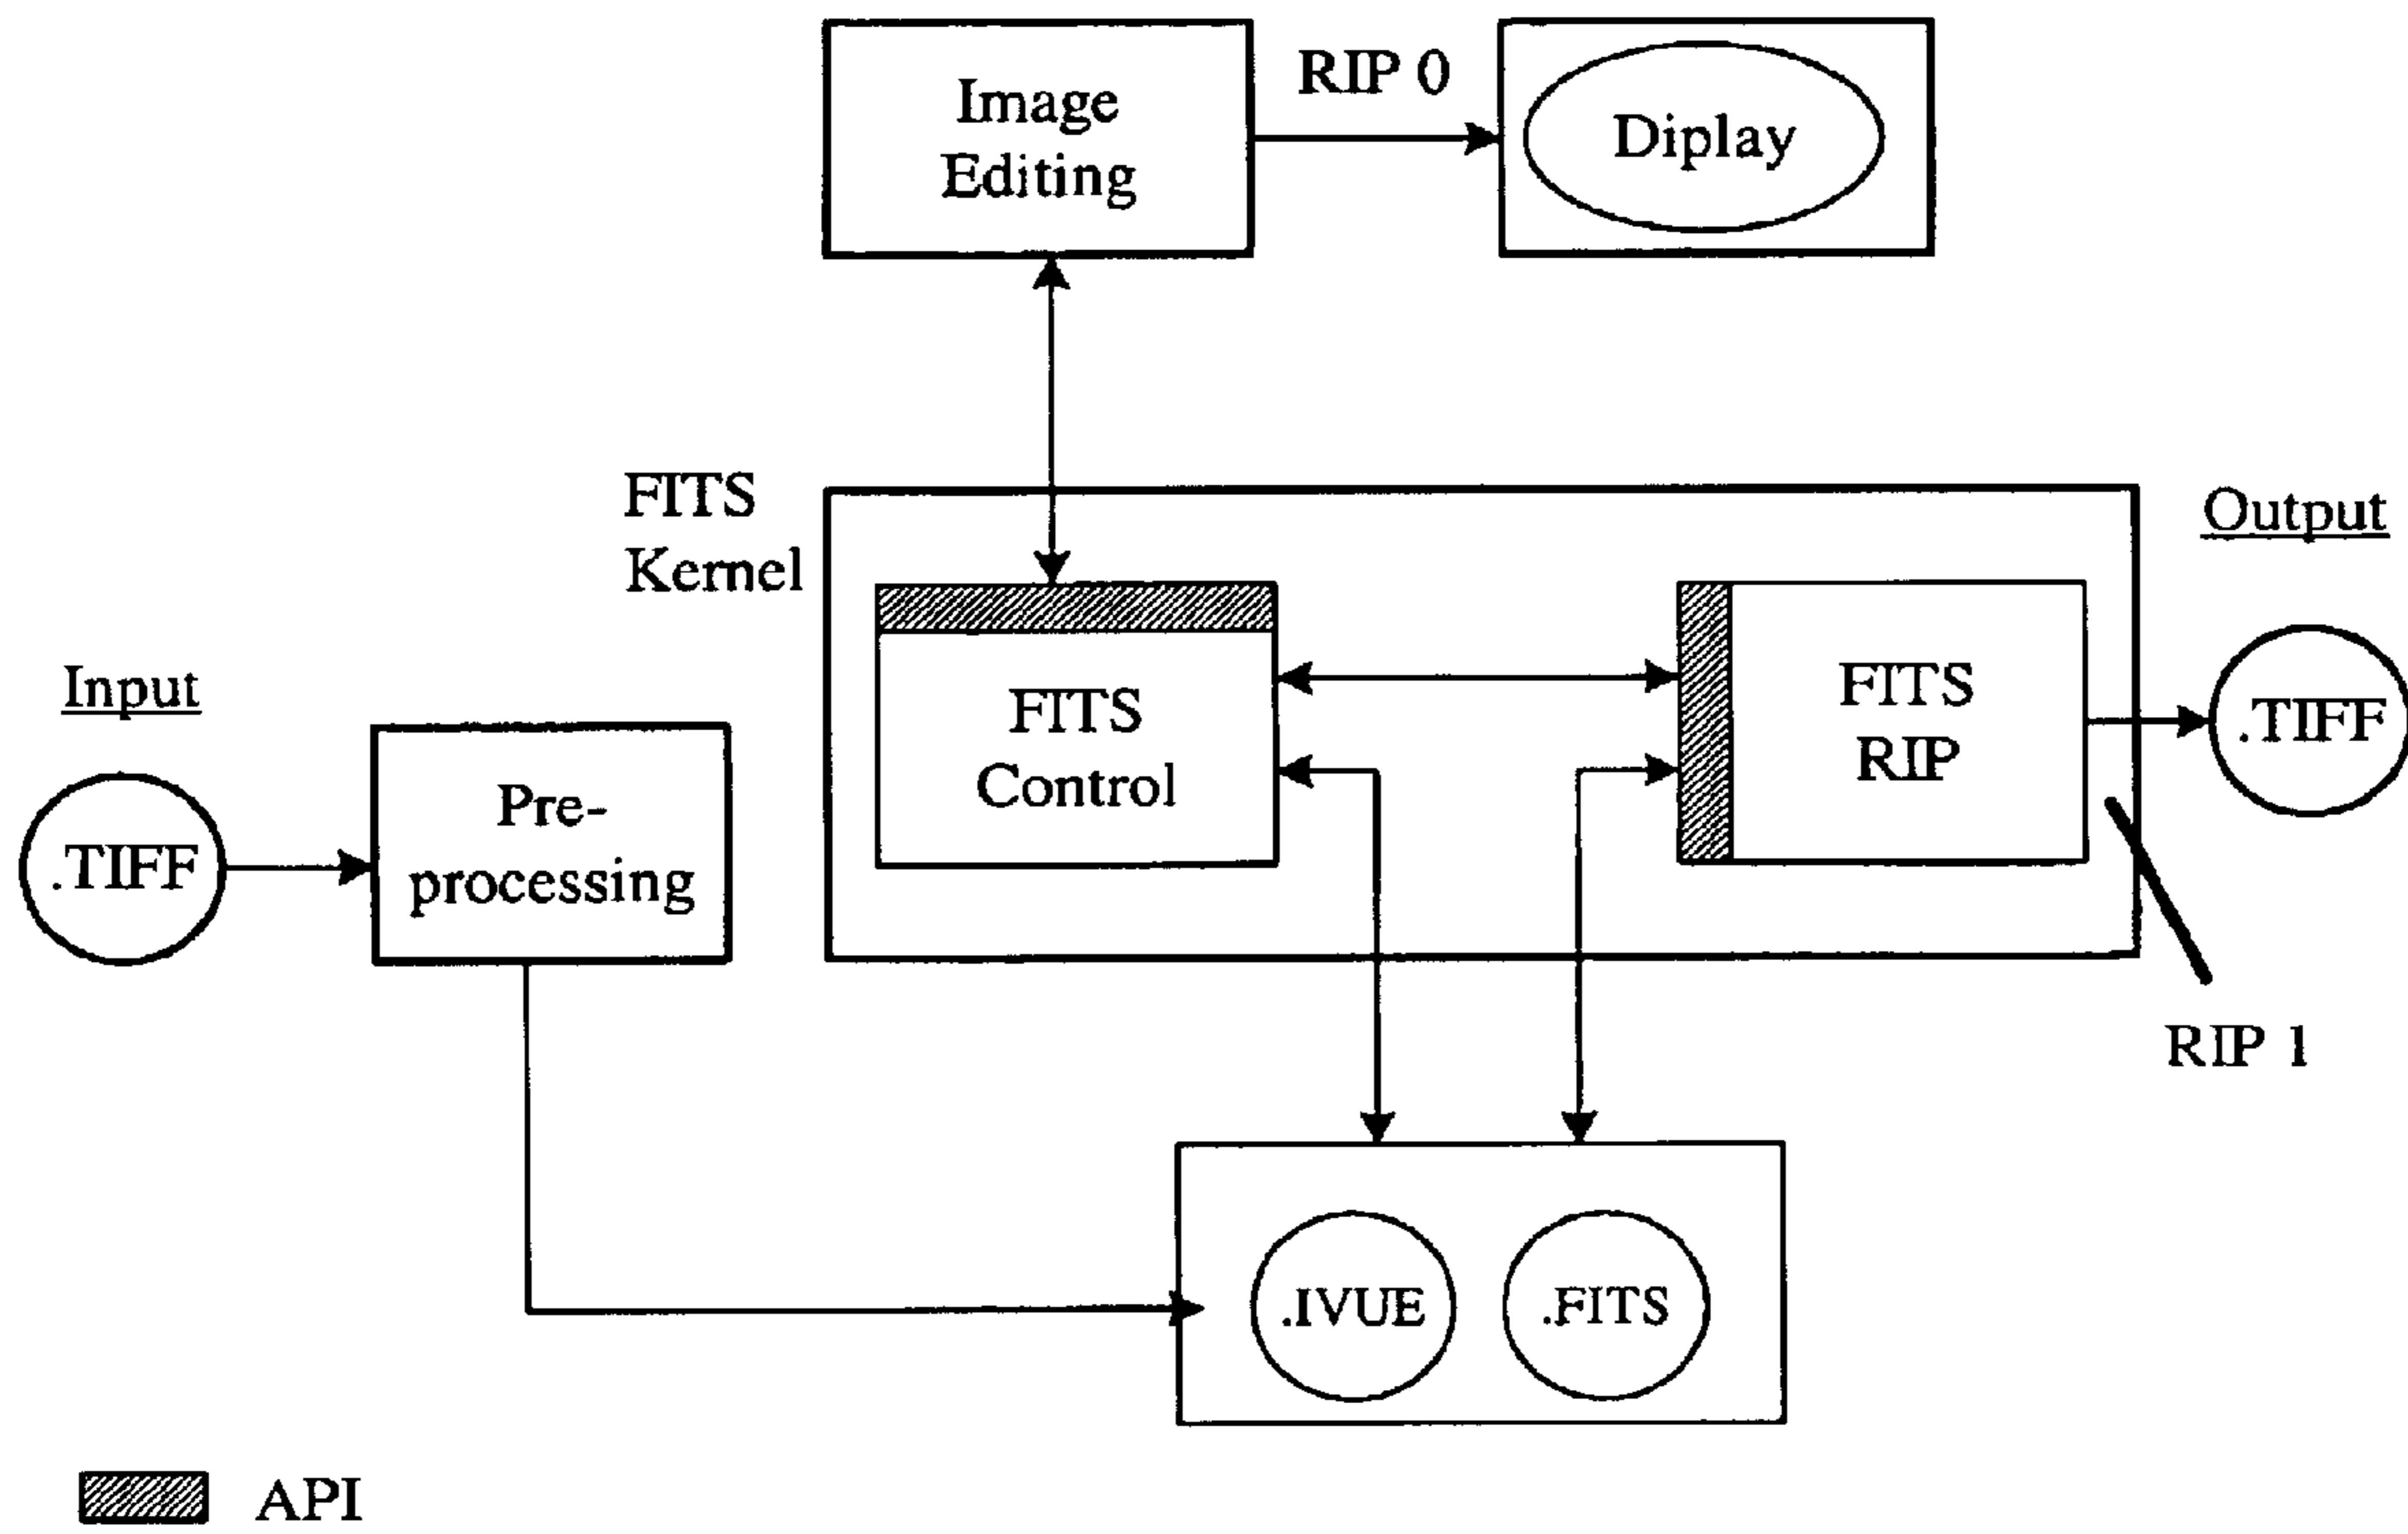 Image
Editing
RIP 0
Diplay
FITS
Kernel
Output
Input
FITS
Control
FITS
RIP
.TIFF
.TIFF
Pre-
processing
RIP 1
.IVUE
.FITS
API